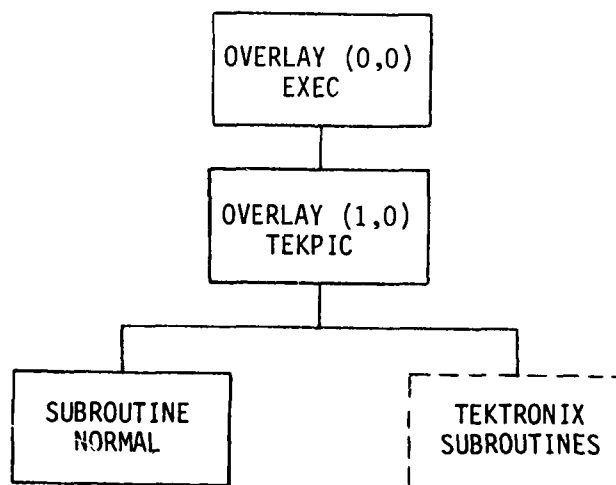 OVERLAY (0,0)
EXEC
OVERLAY (1,0)
TEKPIC
SUBROUTINE
NORMAL
TEKTRONIX
SUBROUTINES